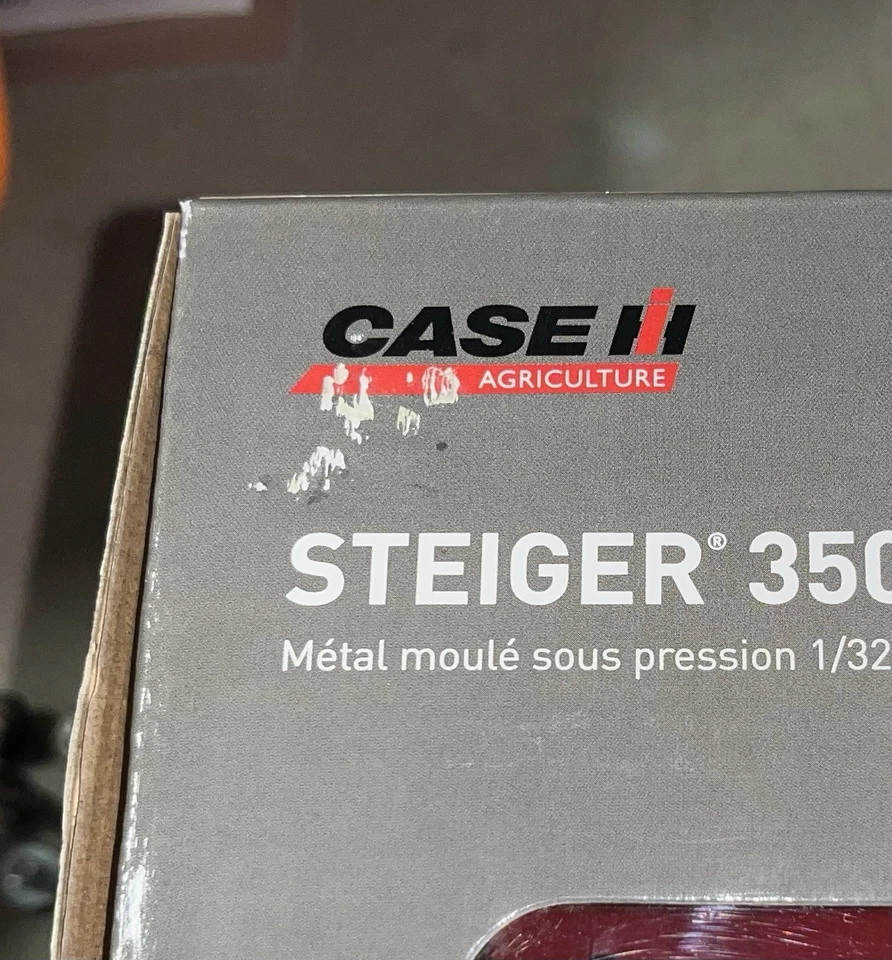 CASE IH
AGRICULTURE
STEIGER® 350
Métal moulé sous pression 1/32